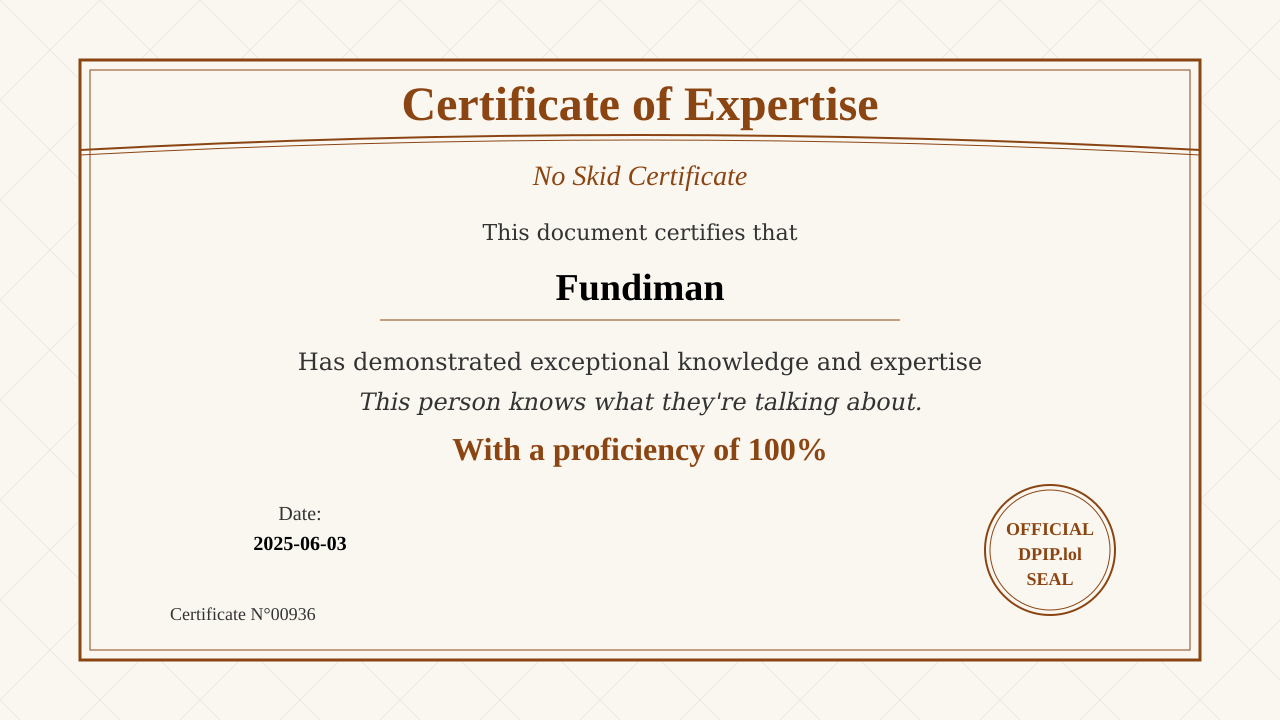 Certificate of Expertise
No Skid Certificate
This document certifies that
Fundiman
Has demonstrated exceptional knowledge and expertise
This person knows what they're talking about.
With a proficiency of 100%
Date:
2025-06-03
OFFICIAL
DPIP.lol
SEAL
Certificate N°00936